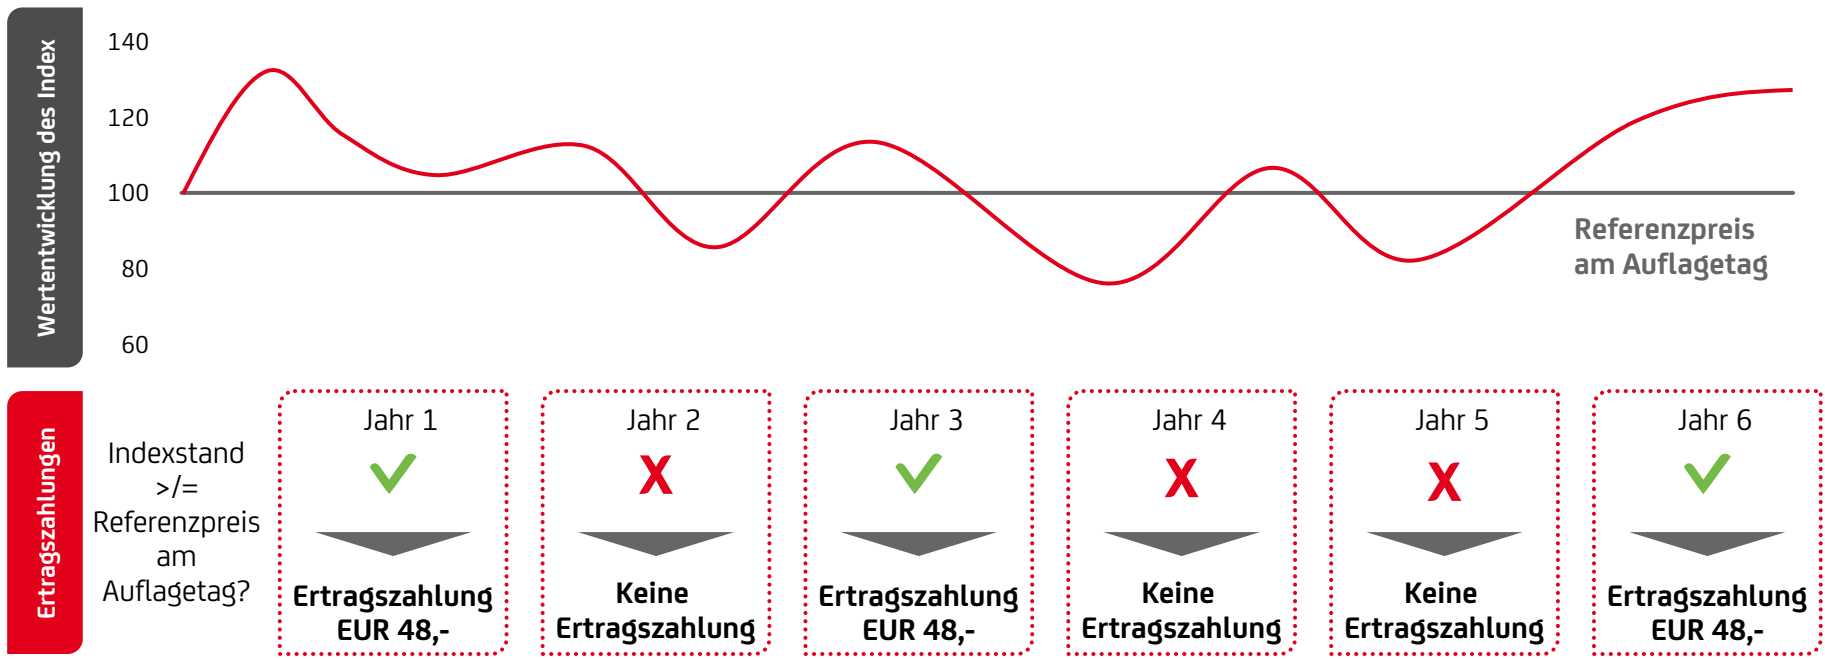 Wertentwicklung des Index
140
120
100
80
60
Referenzpreis
am Auflagetag
Ertragszahlungen
Indexstand
>/=
Referenzpreis
am
Auflagetag?
Jahr 1
Ertragszahlung
EUR 48,-
Jahr 2
X
Keine
Ertragszahlung
Jahr 3
Ertragszahlung
EUR 48,-
Jahr 4
X
Keine
Ertragszahlung
Jahr 5
X
Keine
Ertragszahlung
Jahr 6
Ertragszahlung
EUR 48,-